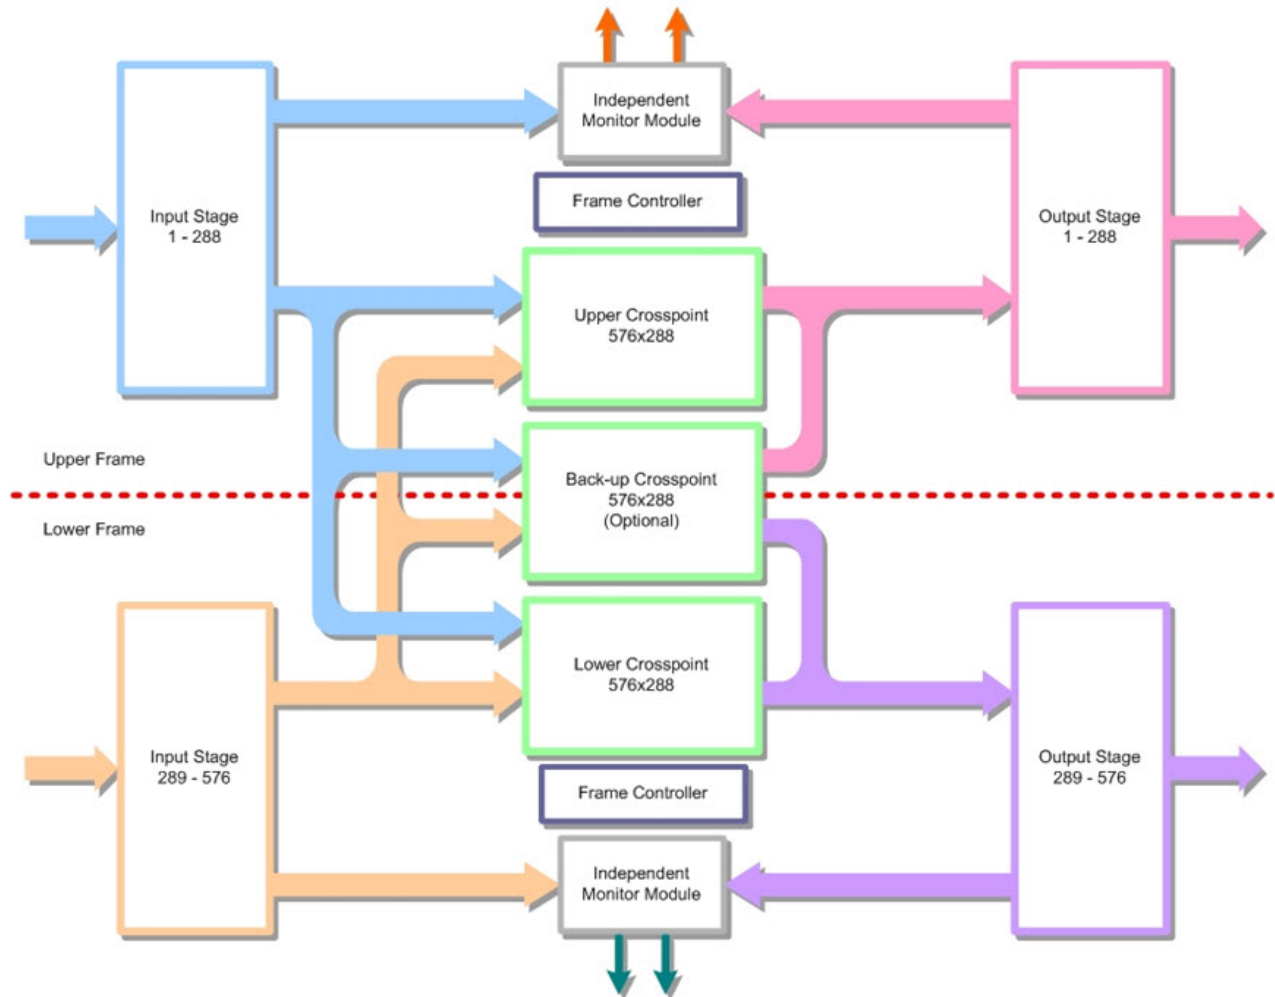 Independent
Monitor Module
Frame Controller
Input Stage
1 - 288
Output Stage
1 - 288
Upper Crosspoint
576x288
Upper Frame
Back-up Crosspoint
576x288
(Optional)
Lower Frame
Lower Crosspoint
576x288
Input Stage
289 - 576
Output Stage
289 - 576
Frame Controller
Independent
Monitor Module